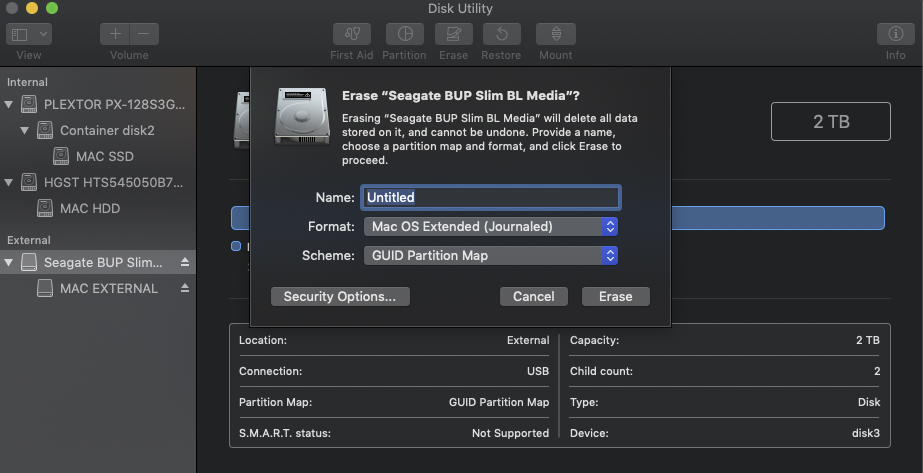 Disk Utility
View
Volume
First Aid
Partition
Erase
Restore
Mount
Info
Internal
PLEXTOR PX-128S3G...
Container disk2
MAC SSD
HGST HTS545050B7...
MAC HDD
External
Seagate BUP Slim...
MAC EXTERNAL
Erase “Seagate BUP Slim BL Media”?
Erasing “Seagate BUP Slim BL Media” will delete all data
stored on it, and cannot be undone. Provide a name,
choose a partition map and format, and click Erase to
proceed.
Name: Untitled
Format: Mac OS Extended (Journaled)
Scheme: GUID Partition Map
Security Options...
Cancel
Erase
2 TB
Location: External
Capacity: 2 TB
Connection: USB
Child count: 2
Partition Map: GUID Partition Map
Type: Disk
S.M.A.R.T. status: Not Supported
Device: disk3